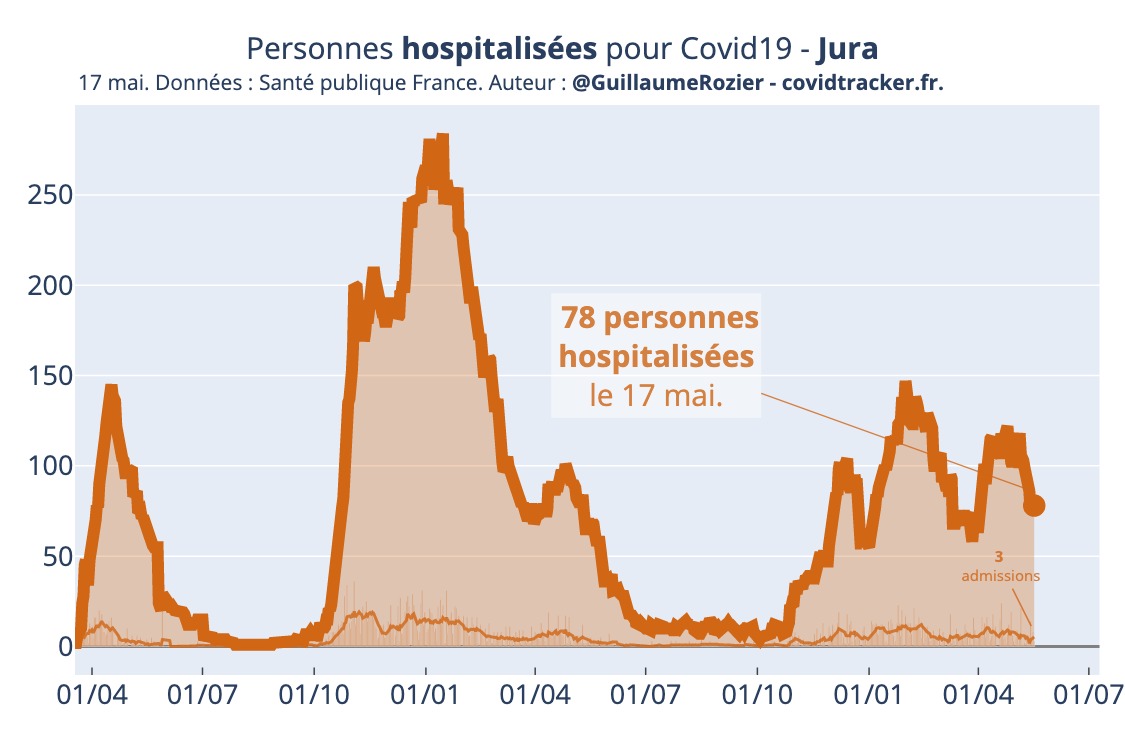 Personnes hospitalisées pour Covid19 - Jura
17 mai. Données : Santé publique France. Auteur : @GuillaumeRozier - covidtracker.fr.
250
200
150
100
50
0
78 personnes
hospitalisées
le 17 mai.
3
admissions
01/04
01/07
01/10
01/01
01/04
01/07
01/10
01/01
01/04
01/07